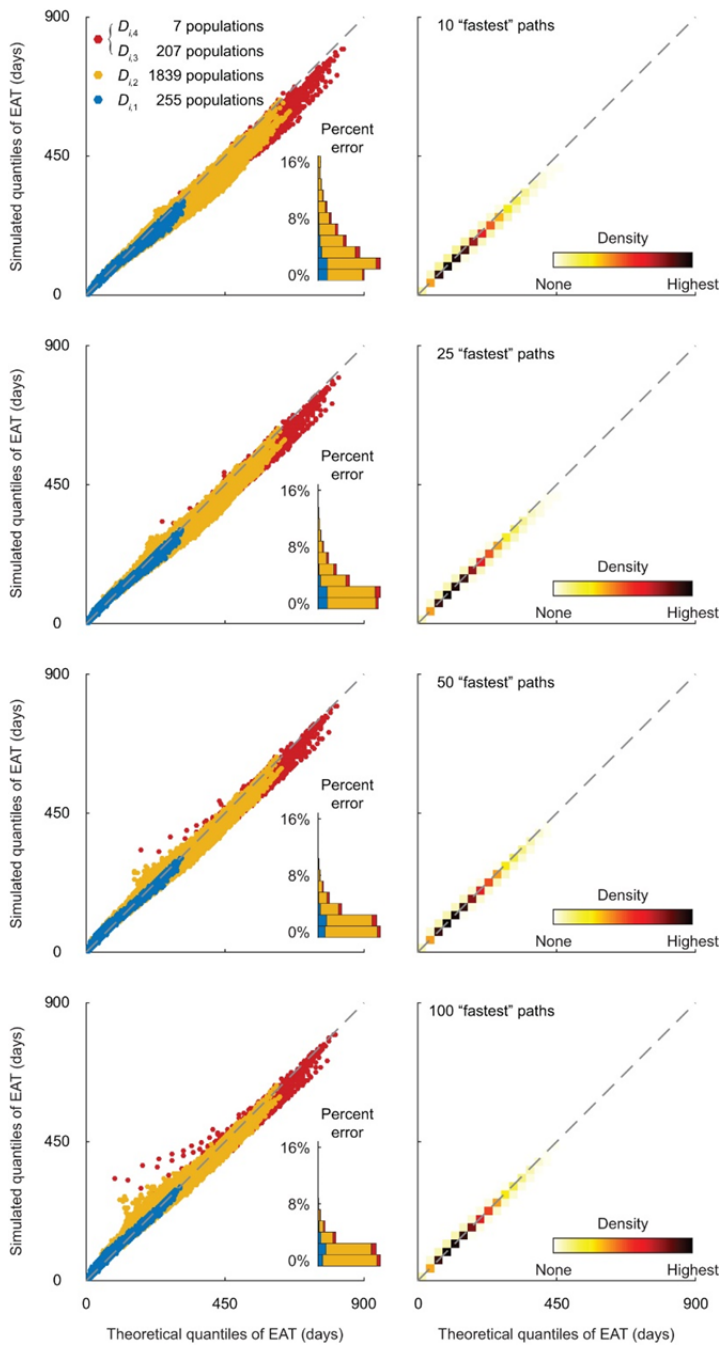 900
450
0
Simulated quantiles of EAT (days)
D i,4 7 populations
D i,3 207 populations
D i,2 1839 populations
D i,1 255 populations
Percent
error
16%
8%
0%
10 “fastest” paths
Density
None Highest
900
450
0
Simulated quantiles of EAT (days)
Percent
error
16%
8%
0%
25 “fastest” paths
Density
None Highest
900
450
0
Simulated quantiles of EAT (days)
Percent
error
16%
8%
0%
50 “fastest” paths
Density
None Highest
900
450
0
Simulated quantiles of EAT (days)
Percent
error
16%
8%
0%
100 “fastest” paths
Density
None Highest
0 450 900
Theoretical quantiles of EAT (days)
0 450 900
Theoretical quantiles of EAT (days)